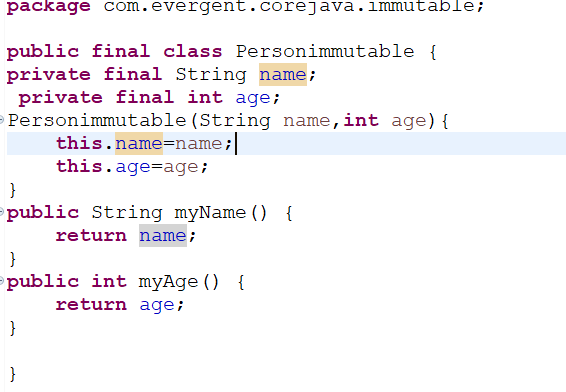 package com.evergent.corejava.immutable;
public final class Personimmutable {
private final String name;
private final int age;
Personimmutable(String name,int age){
this.name=name;
this.age=age;
}
public String myName() {
return name;
}
public int myAge() {
return age;
}
}